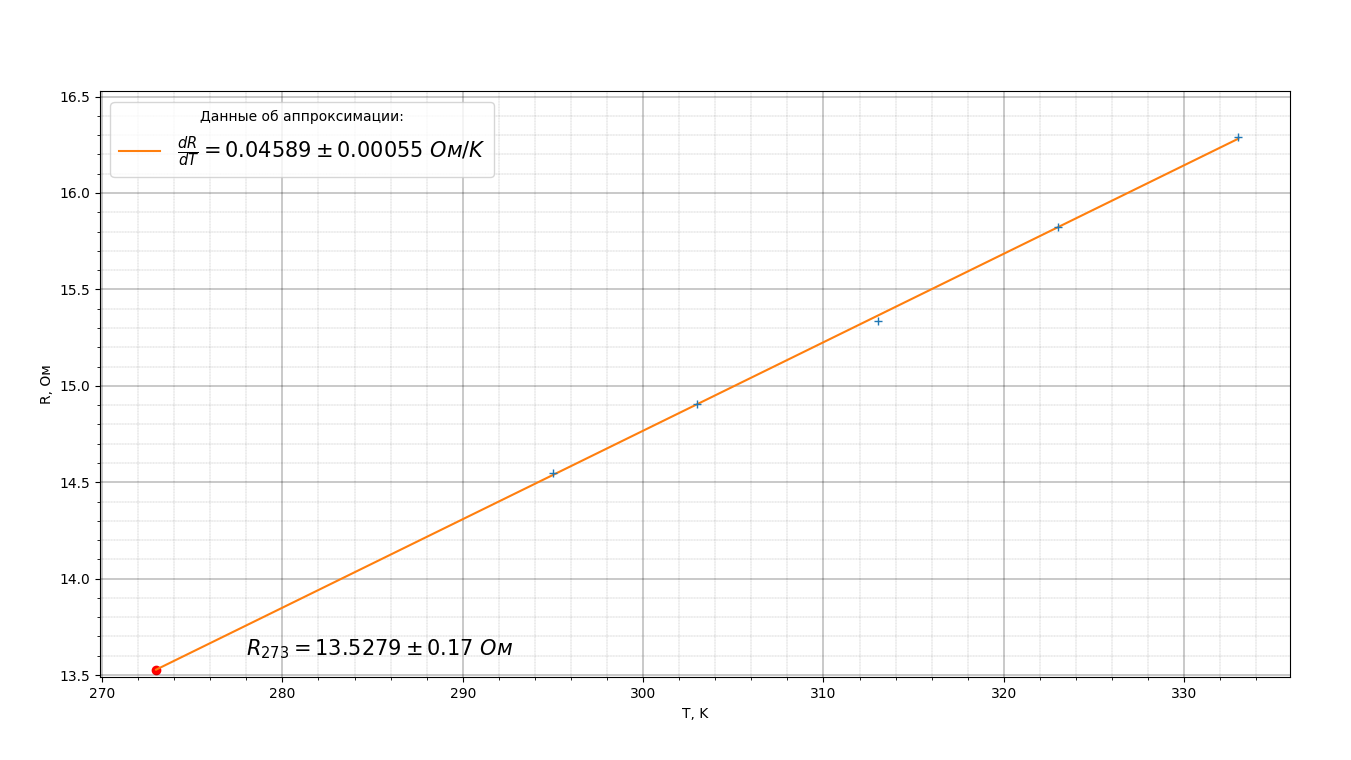 Данные об аппроксимации:
dR/dT = 0.04589 ± 0.00055 Ом/K
16.5
16.0
15.5
15.0
14.5
14.0
13.5
R, Ом
R₂₇₃ = 13.5279 ± 0.17 Ом
270 280 290 300 310 320 330
T, K